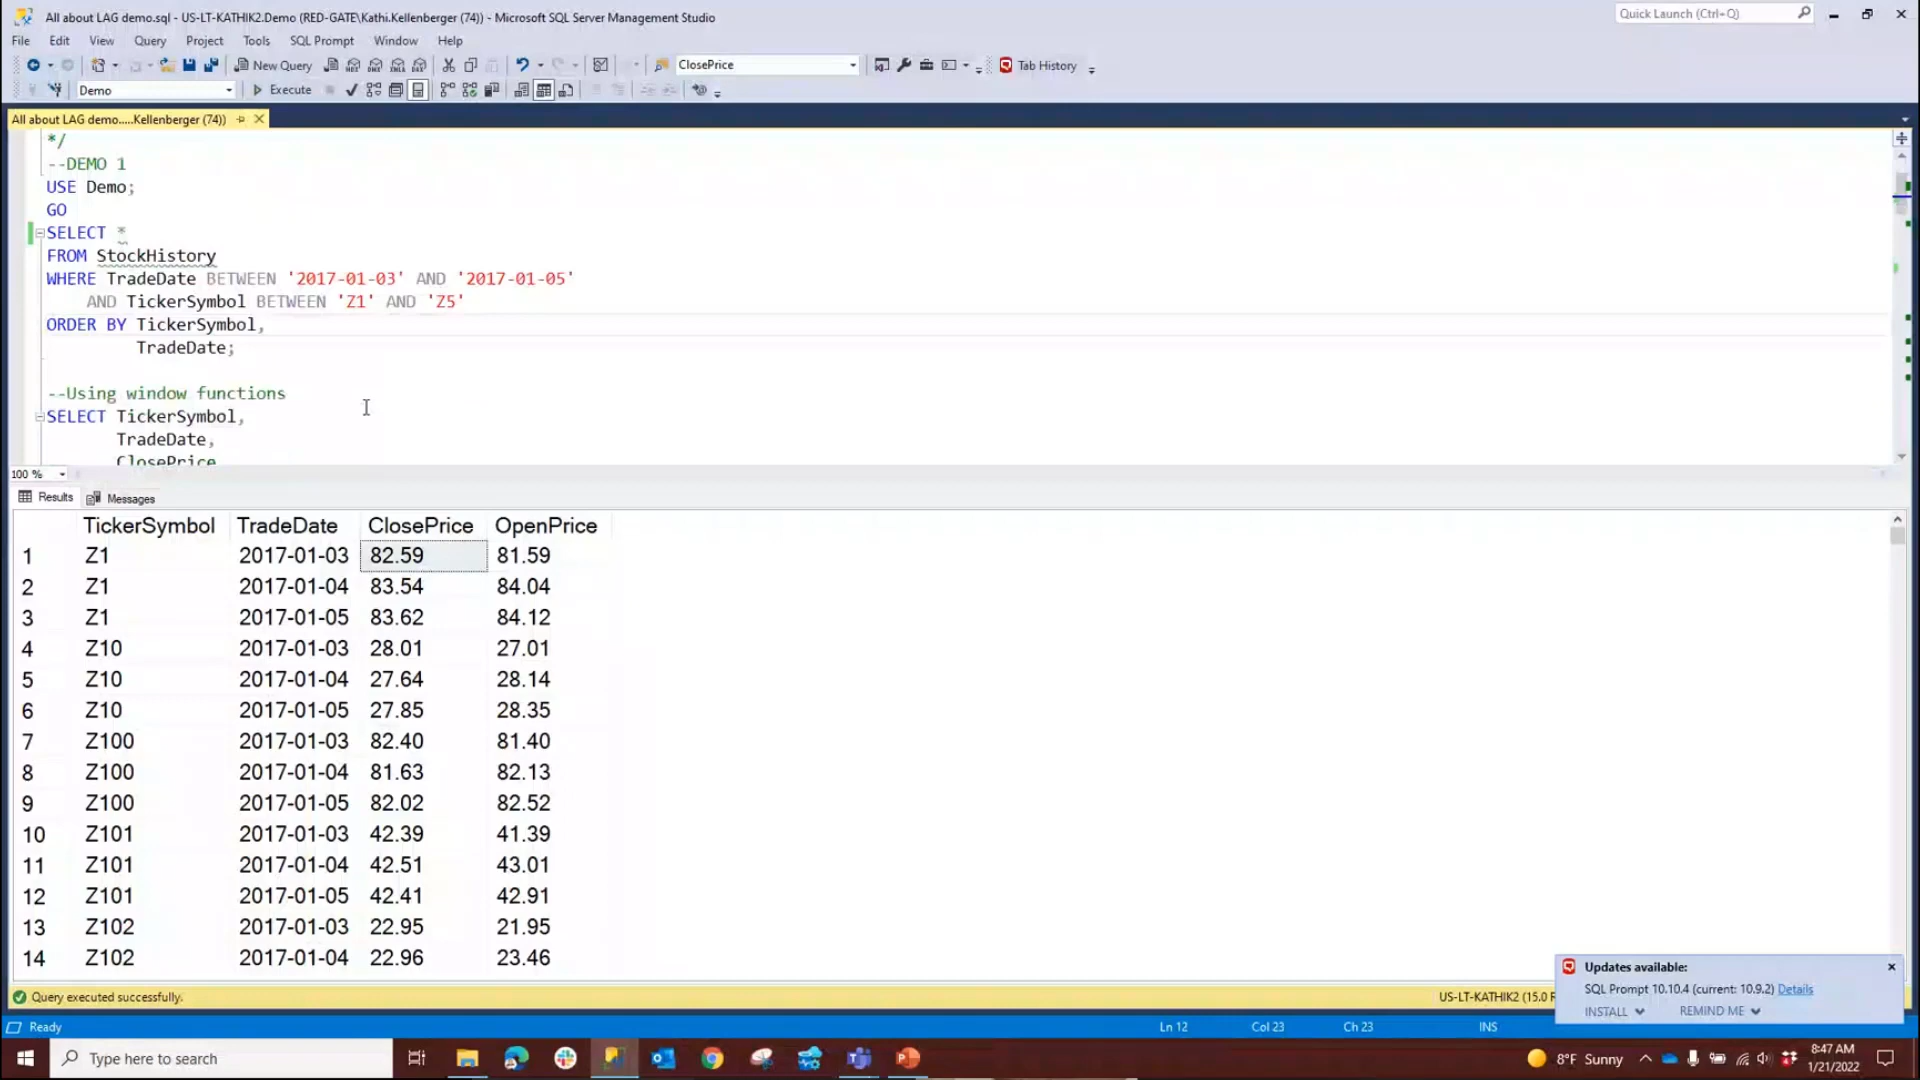 All about LAG demo.sql - US-LT-KATHIK2.Demo (RED-GATE\Kathi.Kellenberger (74)) - Microsoft SQL Server Management Studio
Quick Launch (Ctrl+Q)
File Edit View Query Project Tools SQL Prompt Window Help
New Query ClosePrice Tab History
Demo Execute
All about LAG demo.....Kellenberger (74))
*/
--DEMO 1
USE Demo;
GO
SELECT *
FROM StockHistory
WHERE TradeDate BETWEEN '2017-01-03' AND '2017-01-05'
AND TickerSymbol BETWEEN 'Z1' AND 'Z5'
ORDER BY TickerSymbol,
TradeDate;
--Using window functions
SELECT TickerSymbol,
TradeDate,
ClosePrice
100 %
Results Messages
TickerSymbol TradeDate ClosePrice OpenPrice
1 Z1 2017-01-03 82.59 81.59
2 Z1 2017-01-04 83.54 84.04
3 Z1 2017-01-05 83.62 84.12
4 Z10 2017-01-03 28.01 27.01
5 Z10 2017-01-04 27.64 28.14
6 Z10 2017-01-05 27.85 28.35
7 Z100 2017-01-03 82.40 81.40
8 Z100 2017-01-04 81.63 82.13
9 Z100 2017-01-05 82.02 82.52
10 Z101 2017-01-03 42.39 41.39
11 Z101 2017-01-04 42.51 43.01
12 Z101 2017-01-05 42.41 42.91
13 Z102 2017-01-03 22.95 21.95
14 Z102 2017-01-04 22.96 23.46
Updates available:
SQL Prompt 10.10.4 (current: 10.9.2) Details
INSTALL REMIND ME
Query executed successfully. US-LT-KATHIK2 (15.0 R
Ready Ln 12 Col 23 Ch 23 INS
Type here to search
8°F Sunny
8:47 AM
1/21/2022